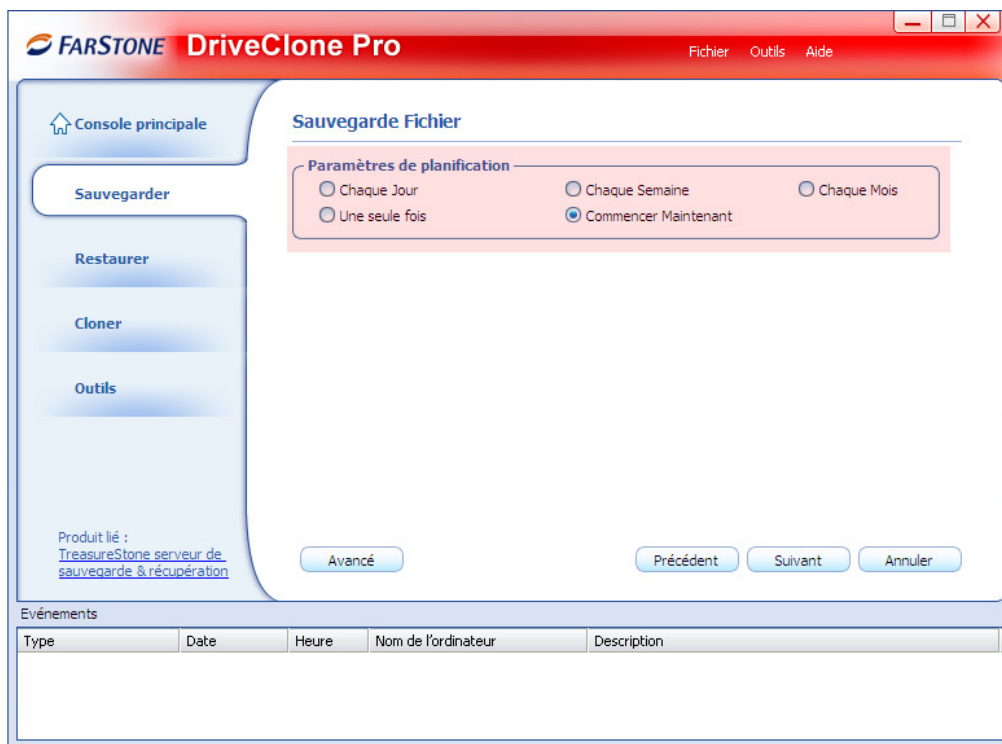 FARSTONE DriveClone Pro
Fichier Outils Aide
Console principale
Sauvegarder
Restaurer
Cloner
Outils
Produit lié :
TreasureStone serveur de
sauvegarde & récupération
Sauvegarde Fichier
Paramètres de planification
Chaque Jour Chaque Semaine Chaque Mois
Une seule fois Commencer Maintenant
Avancé Précédent Suivant Annuler
Evénements
Type Date Heure Nom de l'ordinateur Description